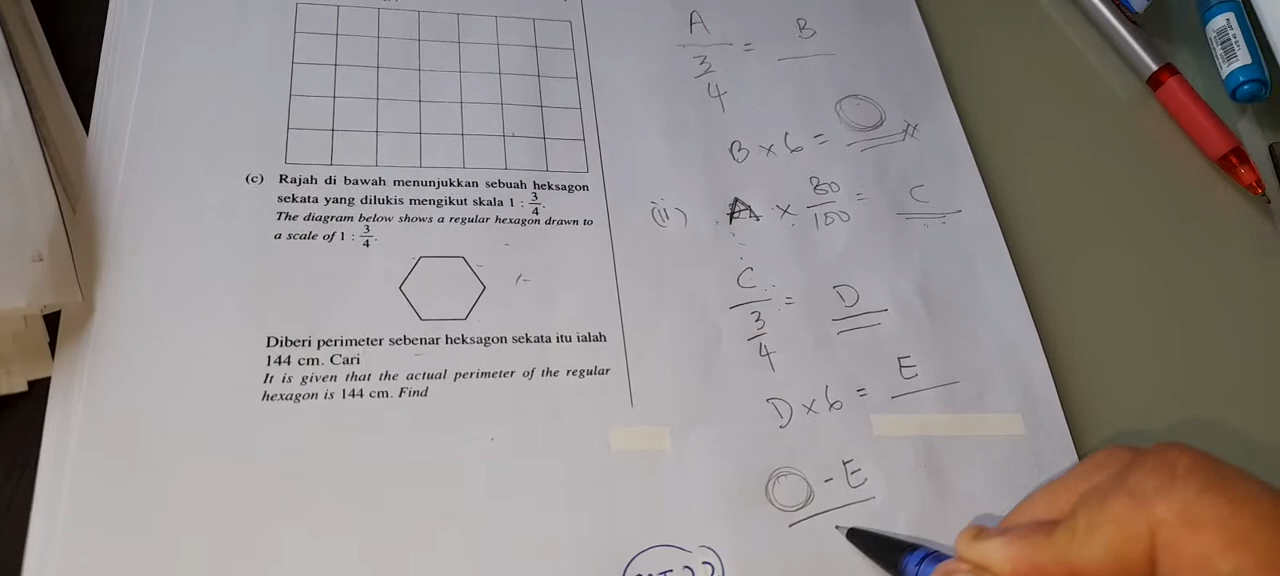 (c) Rajah di bawah menunjukkan sebuah heksagon
sekata yang dilukis mengikut skala 1 : 3/4.
The diagram below shows a regular hexagon drawn to
a scale of 1 : 3/4.
Diberi perimeter sebenar heksagon sekata itu ialah
144 cm. Cari
It is given that the actual perimeter of the regular
hexagon is 144 cm. Find
A / (3/4) = B
B × 6 =
(ii) A × 80/100 = C
C / (3/4) = D
D × 6 = E
- E